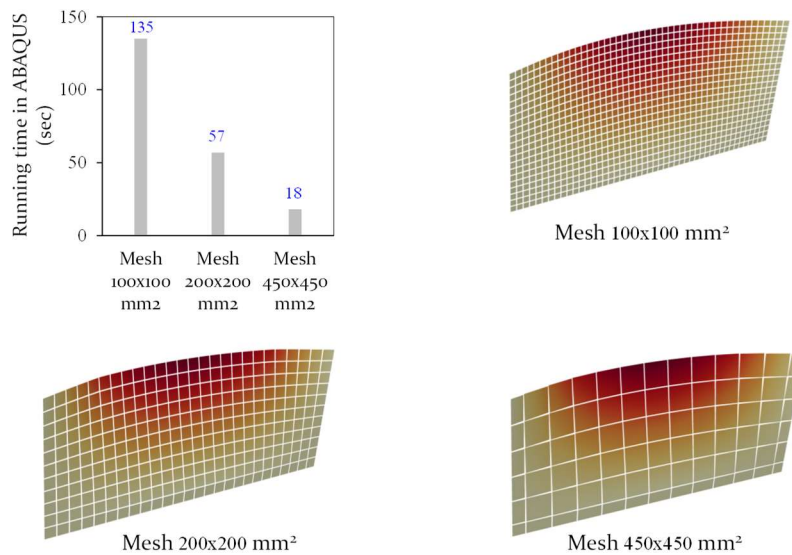 150
100
50
0
Running time in ABAQUS
(sec)
135
57
18
Mesh
100x100
mm2
Mesh
200x200
mm2
Mesh
450x450
mm2
Mesh 100x100 mm²
Mesh 200x200 mm²
Mesh 450x450 mm²